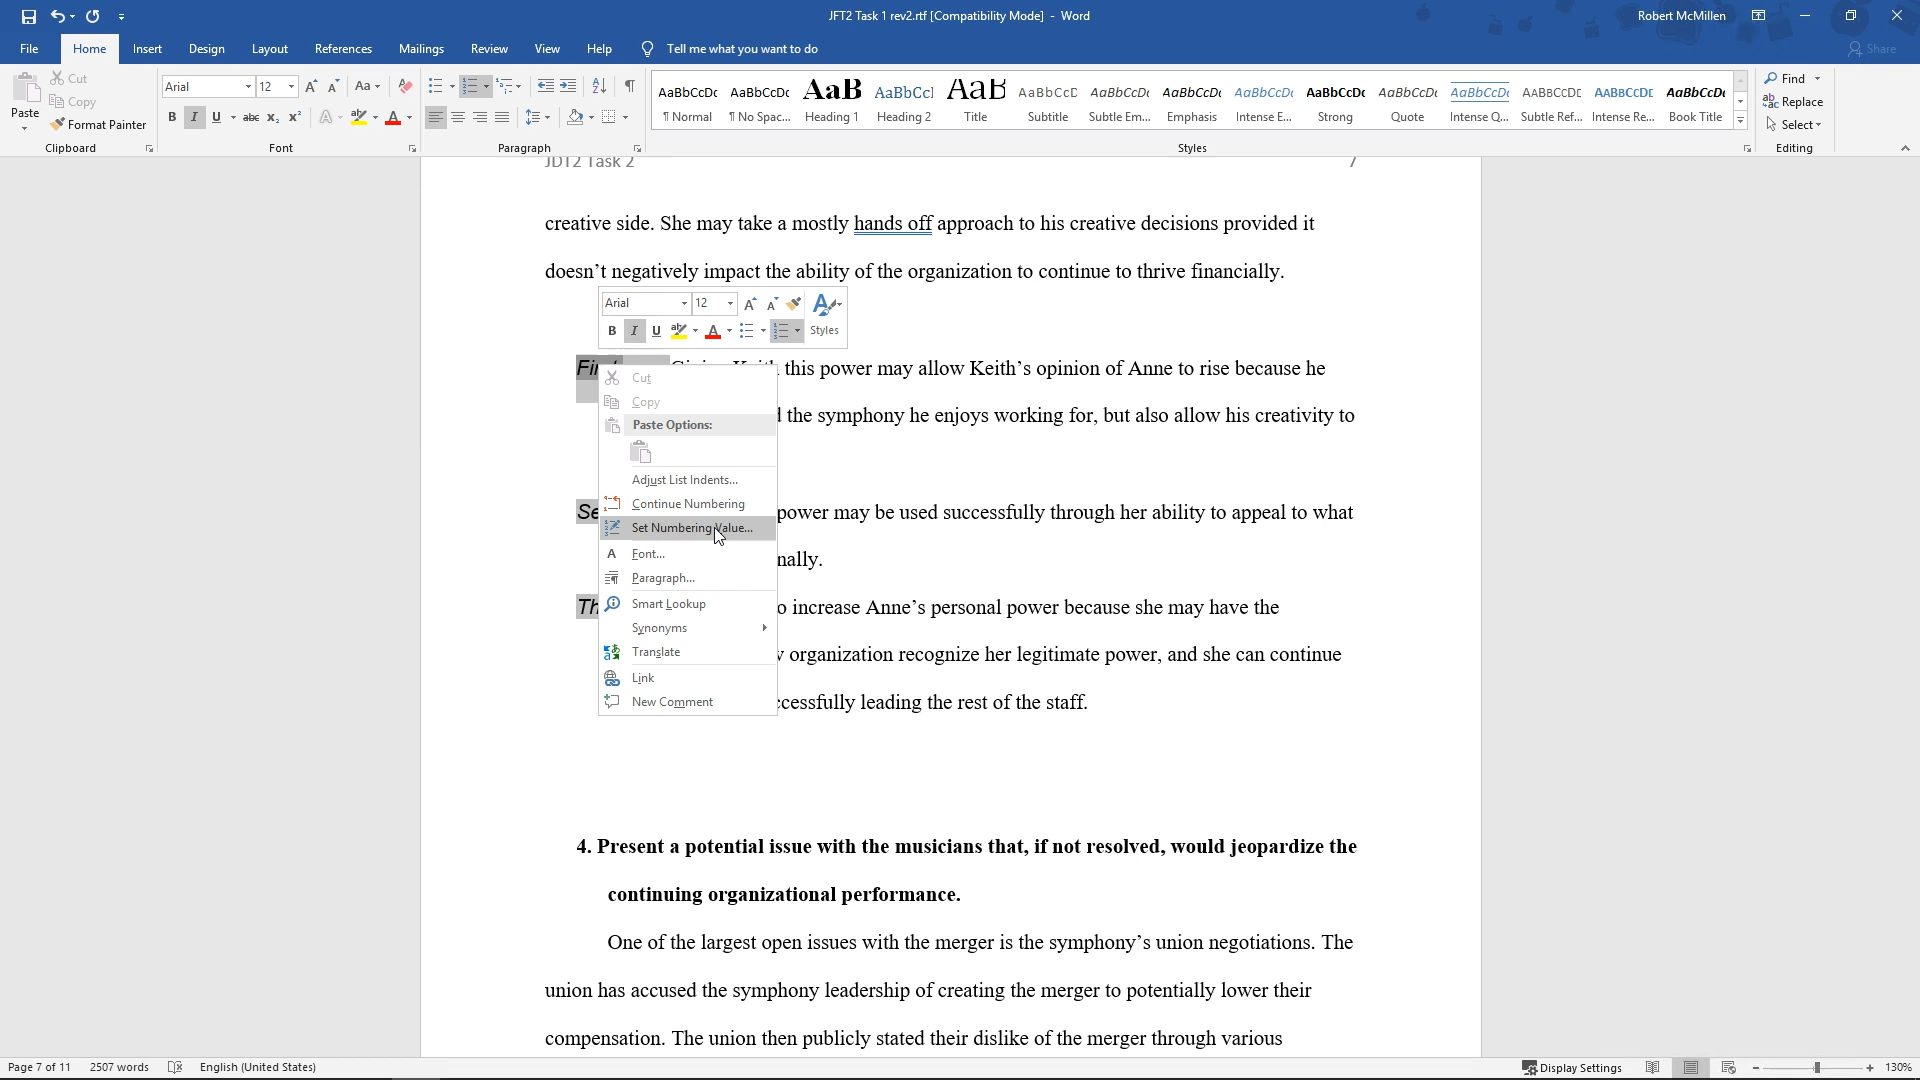 JFT2 Task 1 rev2.rtf [Compatibility Mode] - Word
Robert McMillen
File Home Insert Design Layout References Mailings Review View Help Tell me what you want to do Share
Paste
Cut
Copy
Format Painter
Clipboard
Arial 12
Font
Paragraph
AaBbCcDc AaBbCcDc AaB AaBbCcI AaB AaBbCcD AaBbCcDc AaBbCcDc AaBbCcDc AaBbCcDc AaBbCcDc AaBbCcDc AABBCCDE AABBCCDE AaBbCcDc
¶ Normal ¶ No Spac... Heading 1 Heading 2 Title Subtitle Subtle Em... Emphasis Intense E... Strong Quote Intense Q... Subtle Ref... Intense Re... Book Title
Styles
Find
Replace
Select
Editing
JDT2 Task 2 7
creative side. She may take a mostly hands off approach to his creative decisions provided it
doesn’t negatively impact the ability of the organization to continue to thrive financially.
Arial 12
Styles
this power may allow Keith’s opinion of Anne to rise because he
the symphony he enjoys working for, but also allow his creativity to
power may be used successfully through her ability to appeal to what
nally.
o increase Anne’s personal power because she may have the
organization recognize her legitimate power, and she can continue
ccessfully leading the rest of the staff.
Cut
Copy
Paste Options:
Adjust List Indents...
Continue Numbering
Set Numbering Value...
Font...
Paragraph...
Smart Lookup
Synonyms
Translate
Link
New Comment
4. Present a potential issue with the musicians that, if not resolved, would jeopardize the
continuing organizational performance.
One of the largest open issues with the merger is the symphony’s union negotiations. The
union has accused the symphony leadership of creating the merger to potentially lower their
compensation. The union then publicly stated their dislike of the merger through various
Page 7 of 11 2507 words English (United States) Display Settings 130%